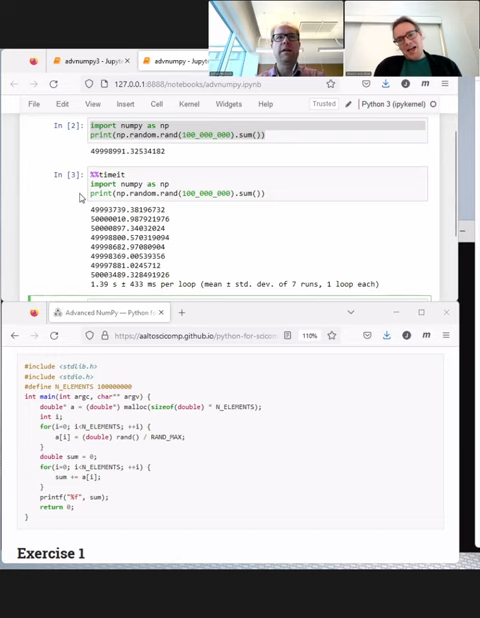 advnumpy3 - Jupyt
advnumpy - Jupyte
127.0.0.1:8888/notebooks/advnumpy.ipynb
File Edit View Insert Cell Kernel Widgets Help
Trusted
Python 3 (ipykernel)
In [2]:
import numpy as np
print(np.random.rand(100_000_000).sum())
49998991.32534182
In [3]:
%%timeit
import numpy as np
print(np.random.rand(100_000_000).sum())
49993739.38196732
50000010.987921976
50000897.34032024
49998800.570319094
49998682.97080904
49998369.00539356
49997881.0245712
50003489.328491926
1.39 s ± 433 ms per loop (mean ± std. dev. of 7 runs, 1 loop each)
Advanced NumPy — Python f
https://aaltoscicomp.github.io/python-for-scicom
110%
#include <stdlib.h>
#include <stdio.h>
#define N_ELEMENTS 100000000
int main(int argc, char** argv) {
double* a = (double*) malloc(sizeof(double) * N_ELEMENTS);
int i;
for(i=0; i<N_ELEMENTS; ++i) {
a[i] = (double) rand() / RAND_MAX;
}
double sum = 0;
for(i=0; i<N_ELEMENTS; ++i) {
sum += a[i];
}
printf("%f", sum);
return 0;
}
Exercise 1